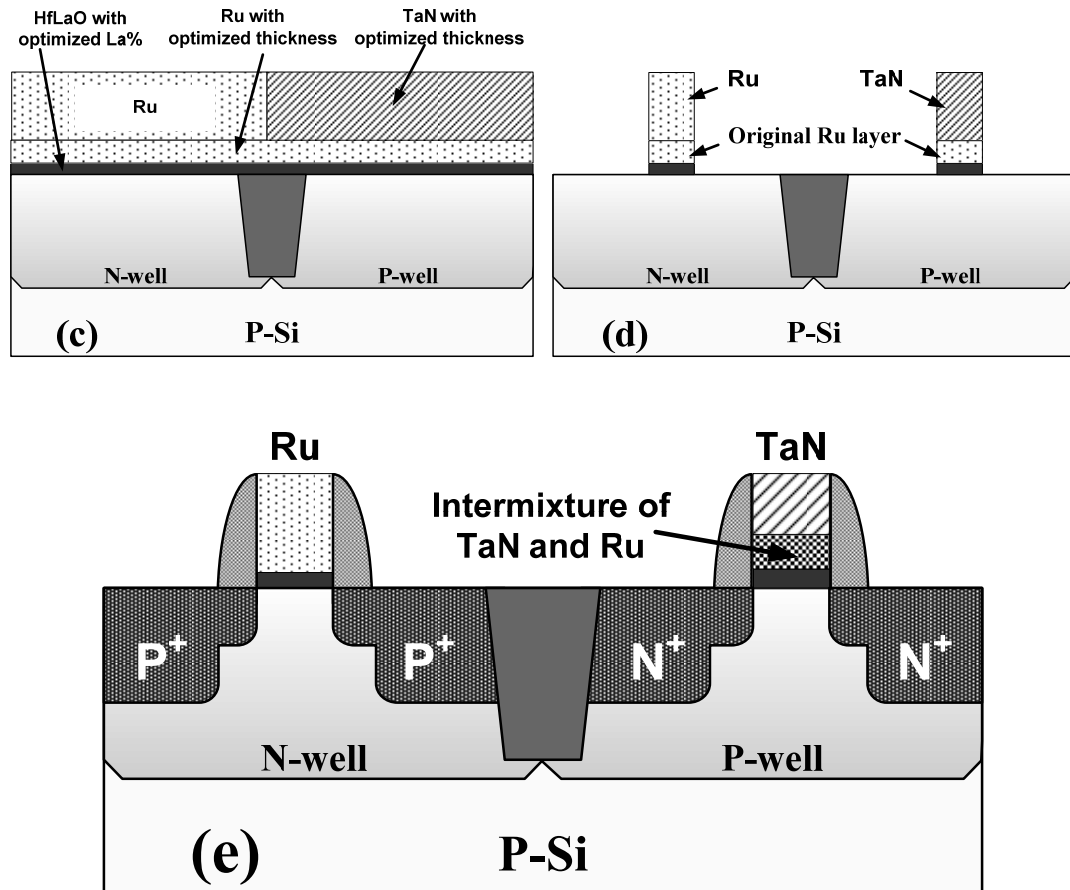 HfLaO with
optimized La%
Ru with
optimized thickness
TaN with
optimized thickness
Ru
N-well
P-well
(c)
P-Si
Ru
TaN
Original Ru layer
N-well
P-well
(d)
P-Si
Ru
TaN
Intermixture of
TaN and Ru
P+
P+
N+
N+
N-well
P-well
(e)
P-Si